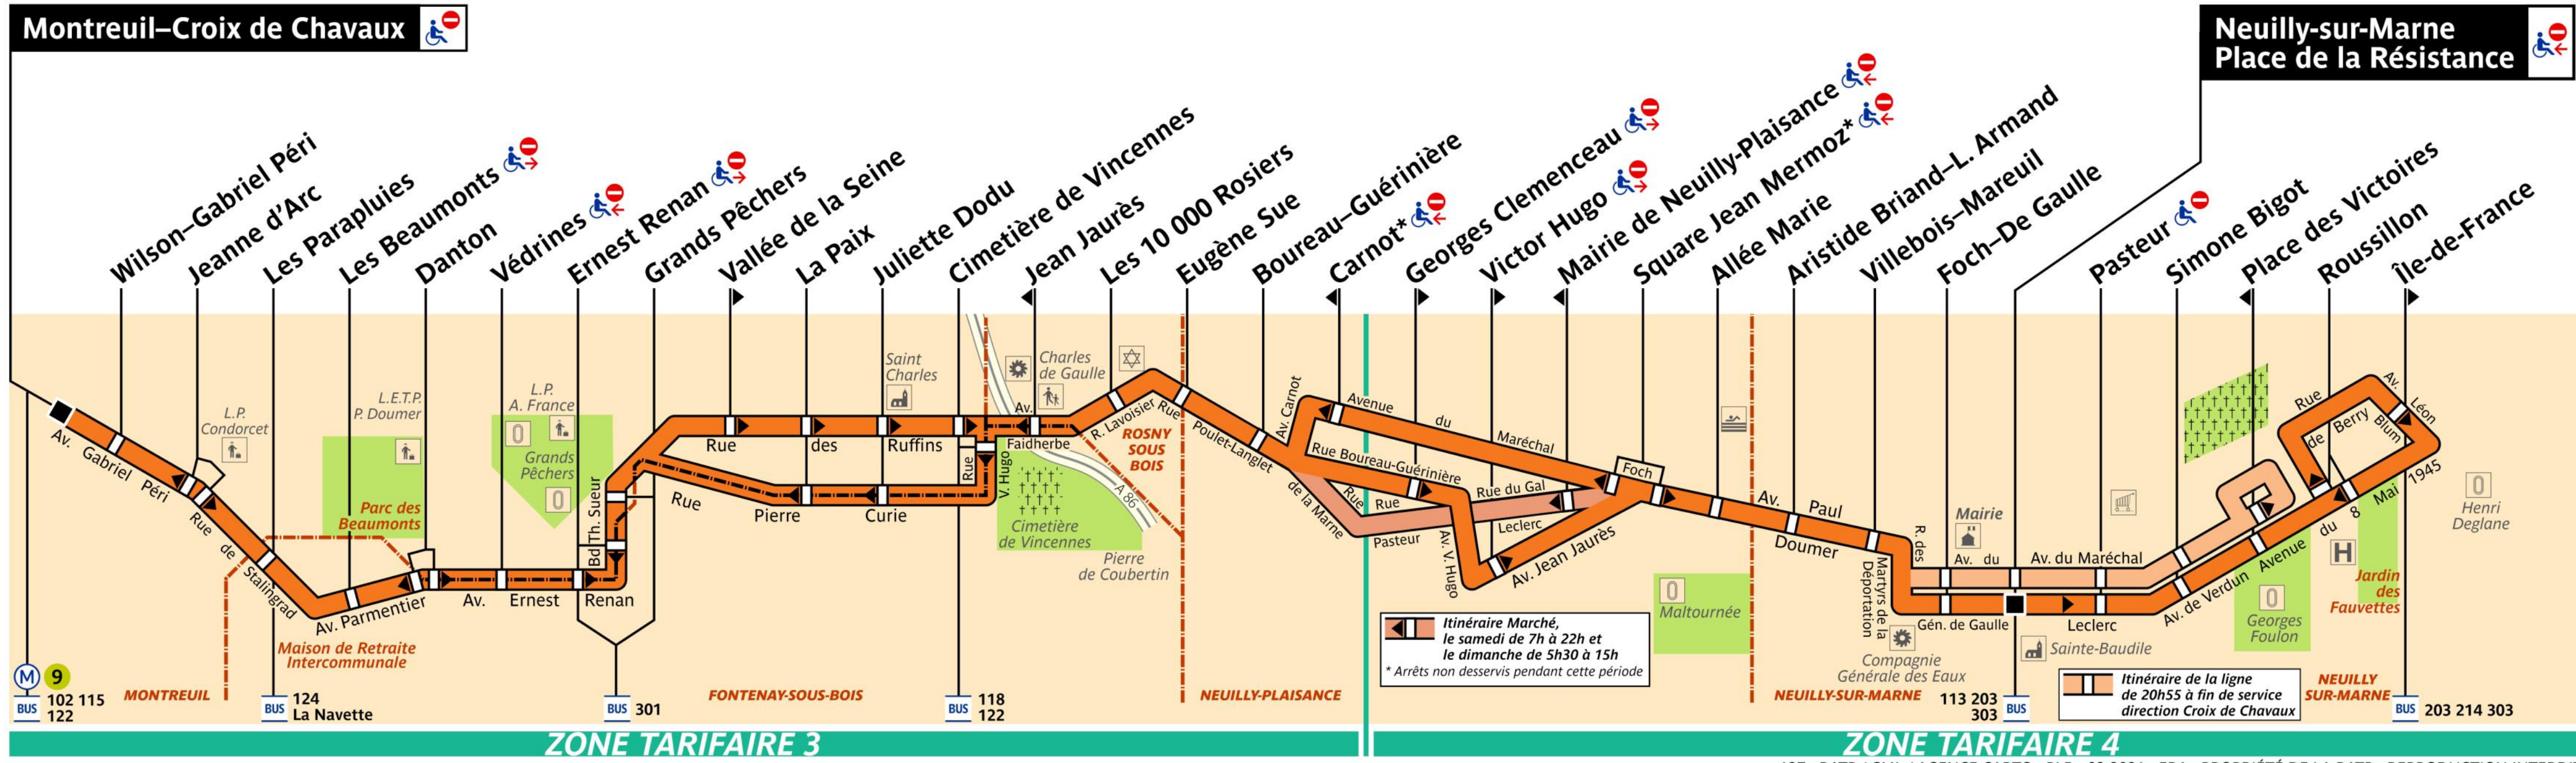 Montreuil–Croix de Chavaux
Neuilly-sur-Marne
Place de la Résistance
Wilson–Gabriel Péri
Jeanne d'Arc
Les Parapluies
Les Beaumonts
Danton
Védrines
Ernest Renan
Grands Pêchers
Vallée de la Seine
La Paix
Juliette Dodu
Cimetière de Vincennes
Jean Jaurès
Les 10 000 Rosiers
Eugène Sue
Boureau–Guérinière
Carnot*
Georges Clemenceau
Victor Hugo
Mairie de Neuilly-Plaisance
Square Jean Mermoz*
Allée Marie
Aristide Briand–L. Armand
Villebois–Mareuil
Foch–De Gaulle
Pasteur
Simone Bigot
Place des Victoires
Roussillon
Île-de-France
Av. Gabriel Péri
L.P.
Condorcet
Rue de Stalingrad
L.E.T.P.
P. Doumer
Parc des
Beaumonts
Av. Parmentier
Maison de Retraite
Intercommunale
L.P.
A. France
Grands
Pêchers
Av. Ernest Renan
Bd Th. Sueur
Rue des Ruffins
Rue Pierre Curie
Saint
Charles
Rue V. Hugo
Av. Faidherbe
Charles
de Gaulle
Cimetière
de Vincennes
A 86
Pierre
de Coubertin
R. Lavoisier
ROSNY
SOUS
BOIS
Rue Poulet-Langlet
Av. Carnot
Avenue du Maréchal Foch
Rue Boureau-Guérinière
Rue de la Marne
Rue Pasteur
Rue du Gal
Leclerc
Av. V. Hugo
Av. Jean Jaurès
Maltournée
Av. Paul Doumer
R. des
Martyrs de la
Déportation
Mairie
Av. du
Gén. de Gaulle
Av. du Maréchal
Leclerc
Compagnie
Générale des Eaux
Sainte-Baudile
Av. de Verdun
Avenue du 8 Mai 1945
Rue de Berry
Av. Léon Blum
Henri
Deglane
H
Jardin
des
Fauvettes
Georges
Foulon
Itinéraire Marché,
le samedi de 7h à 22h et
le dimanche de 5h30 à 15h
* Arrêts non desservis pendant cette période
Itinéraire de la ligne
de 20h55 à fin de service
direction Croix de Chavaux
M 9
BUS 102 115
122
MONTREUIL
BUS 124
La Navette
BUS 301
FONTENAY-SOUS-BOIS
BUS 118
122
NEUILLY-PLAISANCE
NEUILLY-SUR-MARNE
113 203
303 BUS
NEUILLY
SUR-MARNE
BUS 203 214 303
ZONE TARIFAIRE 3
ZONE TARIFAIRE 4